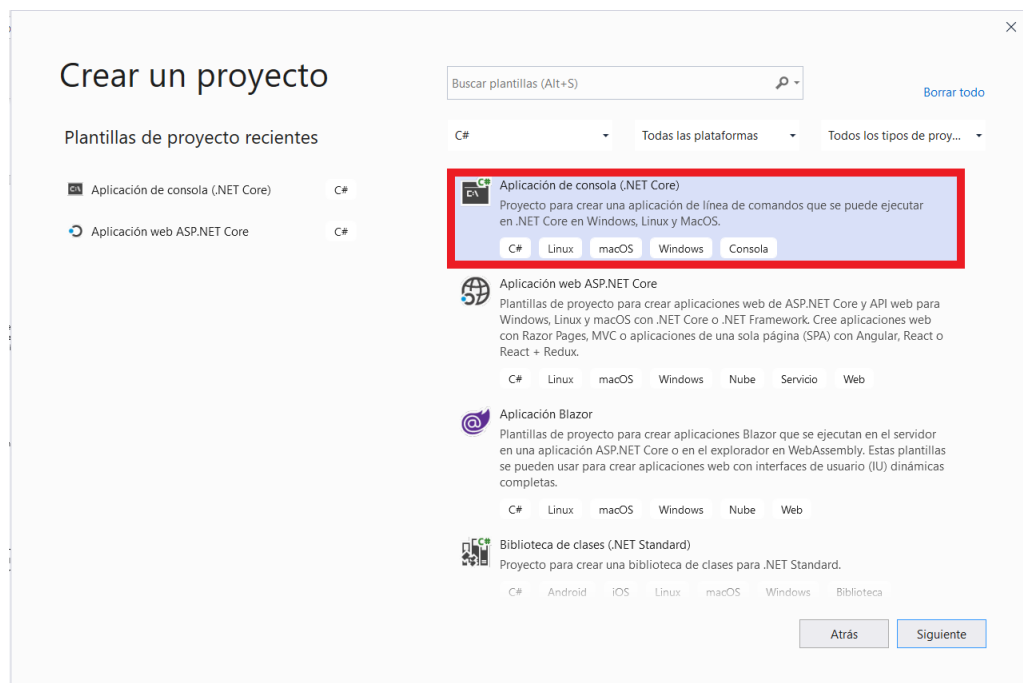 Crear un proyecto
Plantillas de proyecto recientes
Aplicación de consola (.NET Core) C#
Aplicación web ASP.NET Core C#
Buscar plantillas (Alt+S)
Borrar todo
C# Todas las plataformas Todos los tipos de proy...
Aplicación de consola (.NET Core)
Proyecto para crear una aplicación de línea de comandos que se puede ejecutar
en .NET Core en Windows, Linux y MacOS.
C# Linux macOS Windows Consola
Aplicación web ASP.NET Core
Plantillas de proyecto para crear aplicaciones web de ASP.NET Core y API web para
Windows, Linux y macOS con .NET Core o .NET Framework. Cree aplicaciones web
con Razor Pages, MVC o aplicaciones de una sola página (SPA) con Angular, React o
React + Redux.
C# Linux macOS Windows Nube Servicio Web
Aplicación Blazor
Plantillas de proyecto para crear aplicaciones Blazor que se ejecutan en el servidor
en una aplicación ASP.NET Core o en el explorador en WebAssembly. Estas plantillas
se pueden usar para crear aplicaciones web con interfaces de usuario (IU) dinámicas
completas.
C# Linux macOS Windows Nube Web
Biblioteca de clases (.NET Standard)
Proyecto para crear una biblioteca de clases para .NET Standard.
C# Android iOS Linux macOS Windows Biblioteca
Atrás Siguiente